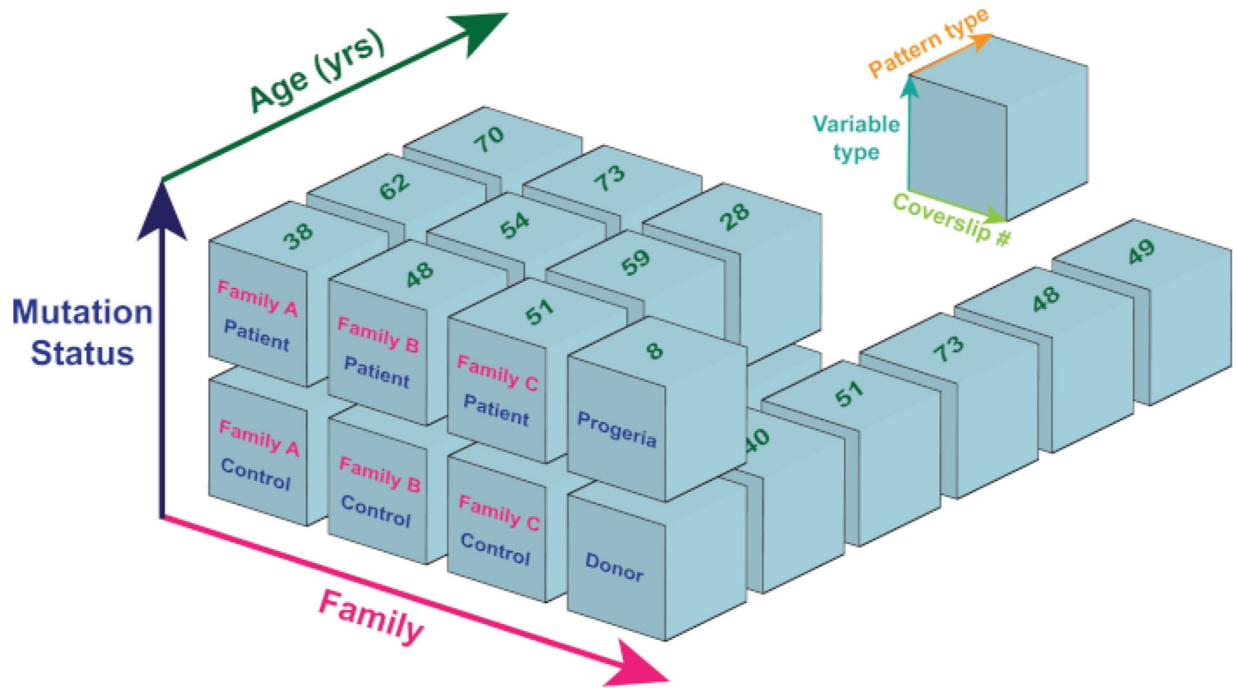 Age (yrs)
Pattern type
Variable
type
Coverslip #
Mutation
Status
Family
70
62
73
38
54
28
48
59
51
8
49
48
73
51
40
Family A
Patient
Family B
Patient
Family C
Patient
Progeria
Family A
Control
Family B
Control
Family C
Control
Donor